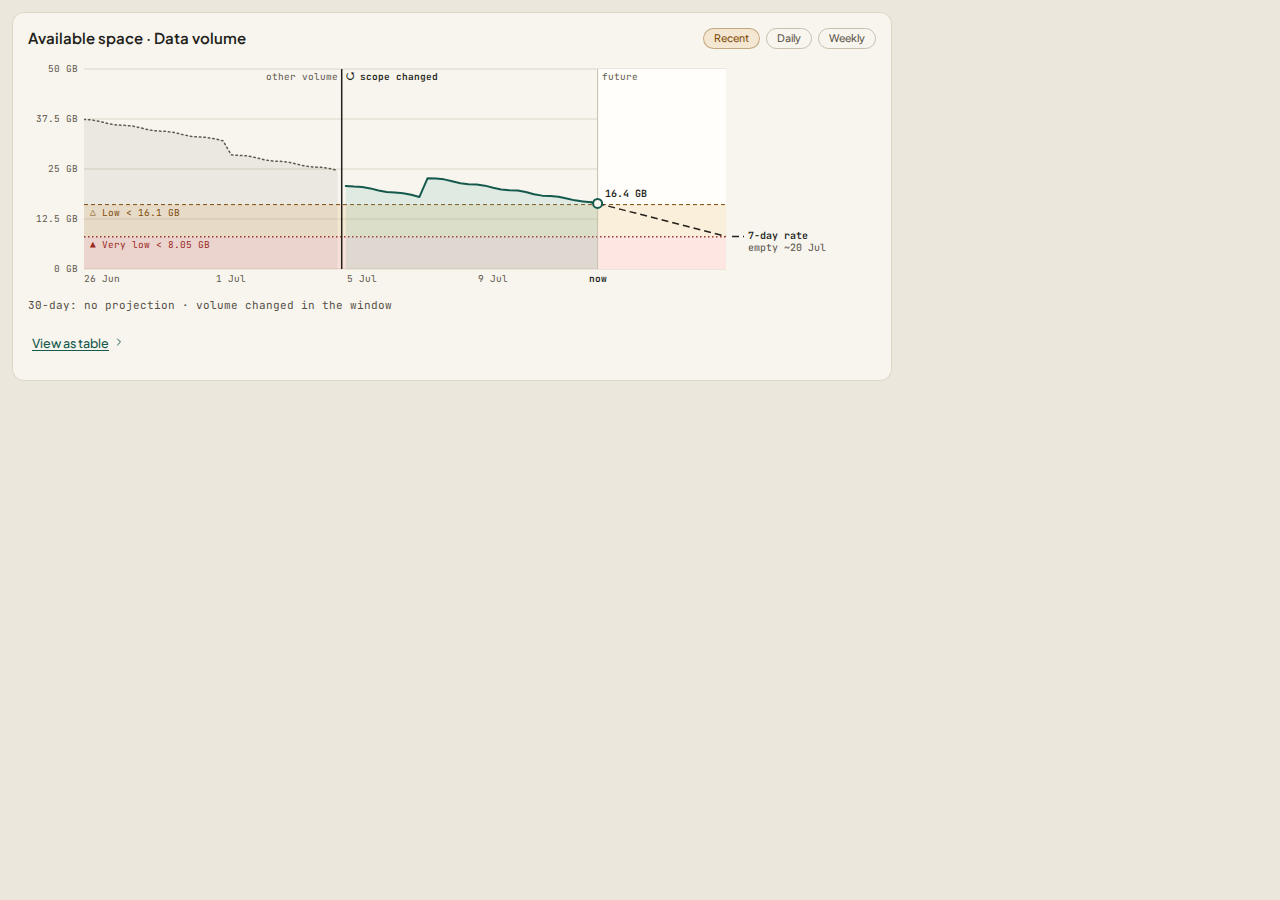 Available space · Data volume
Recent
Daily
Weekly
50 GB
37.5 GB
25 GB
12.5 GB
0 GB
other volume
scope changed
future
16.4 GB
△ Low < 16.1 GB
▲ Very low < 8.05 GB
7-day rate
empty ~20 Jul
26 Jun
1 Jul
5 Jul
9 Jul
now
30-day: no projection · volume changed in the window
View as table